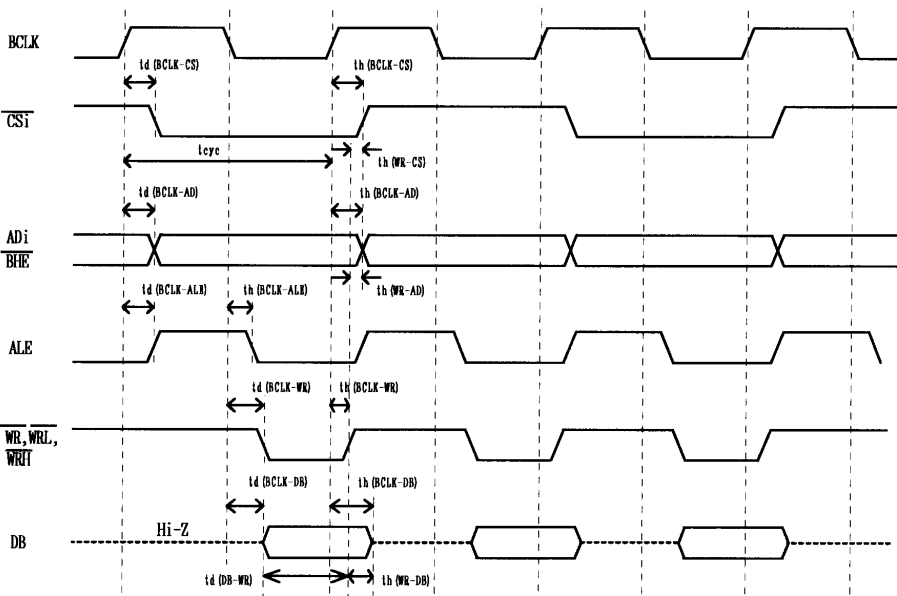 BCLK
td (BCLK-CS) th (BCLK-CS)
CSi
tcyc
th (WR-CS)
td (BCLK-AD) th (BCLK-AD)
ADi
BHE
th (WR-AD)
td (BCLK-ALE) th (BCLK-ALE)
ALE
td (BCLK-WR) th (BCLK-WR)
WR, WRL,
WRH
td (BCLK-DB) th (BCLK-DB)
Hi-Z
DB
td (DB-WR) th (WR-DB)